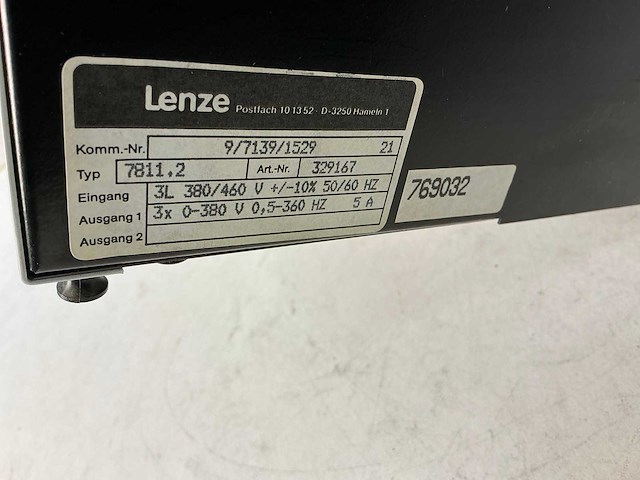 Lenze Postfach 10 13 52 · D-3250 Hameln 1
Komm.-Nr. 9/7139/1529 21
Typ 7811.2 Art.-Nr. 329167
Eingang 3L 380/460 V +/-10% 50/60 HZ
Ausgang 1 3x 0-380 V 0,5-360 HZ 5 A
Ausgang 2
769032